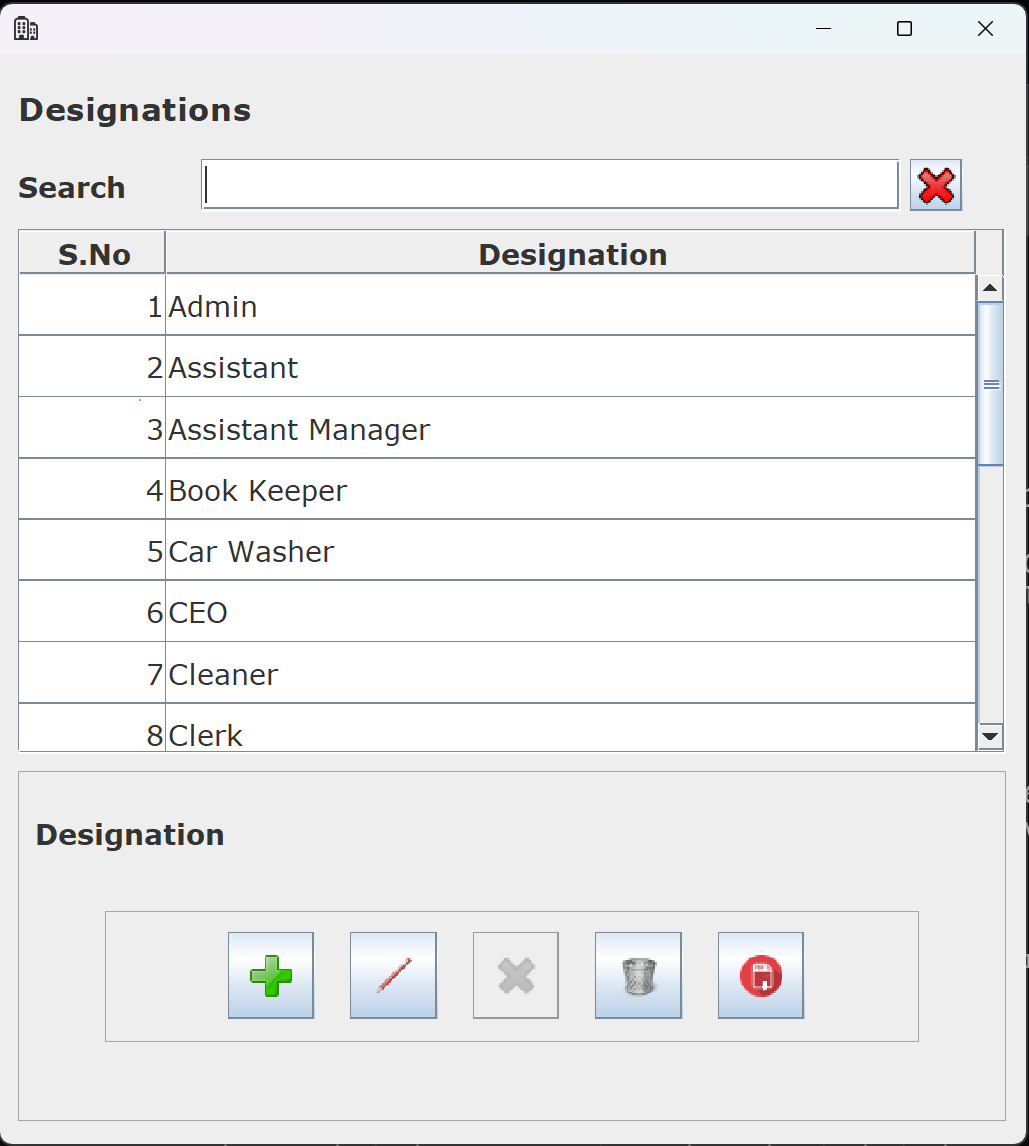 Designations
Search
S.No Designation
1 Admin
2 Assistant
3 Assistant Manager
4 Book Keeper
5 Car Washer
6 CEO
7 Cleaner
8 Clerk
Designation